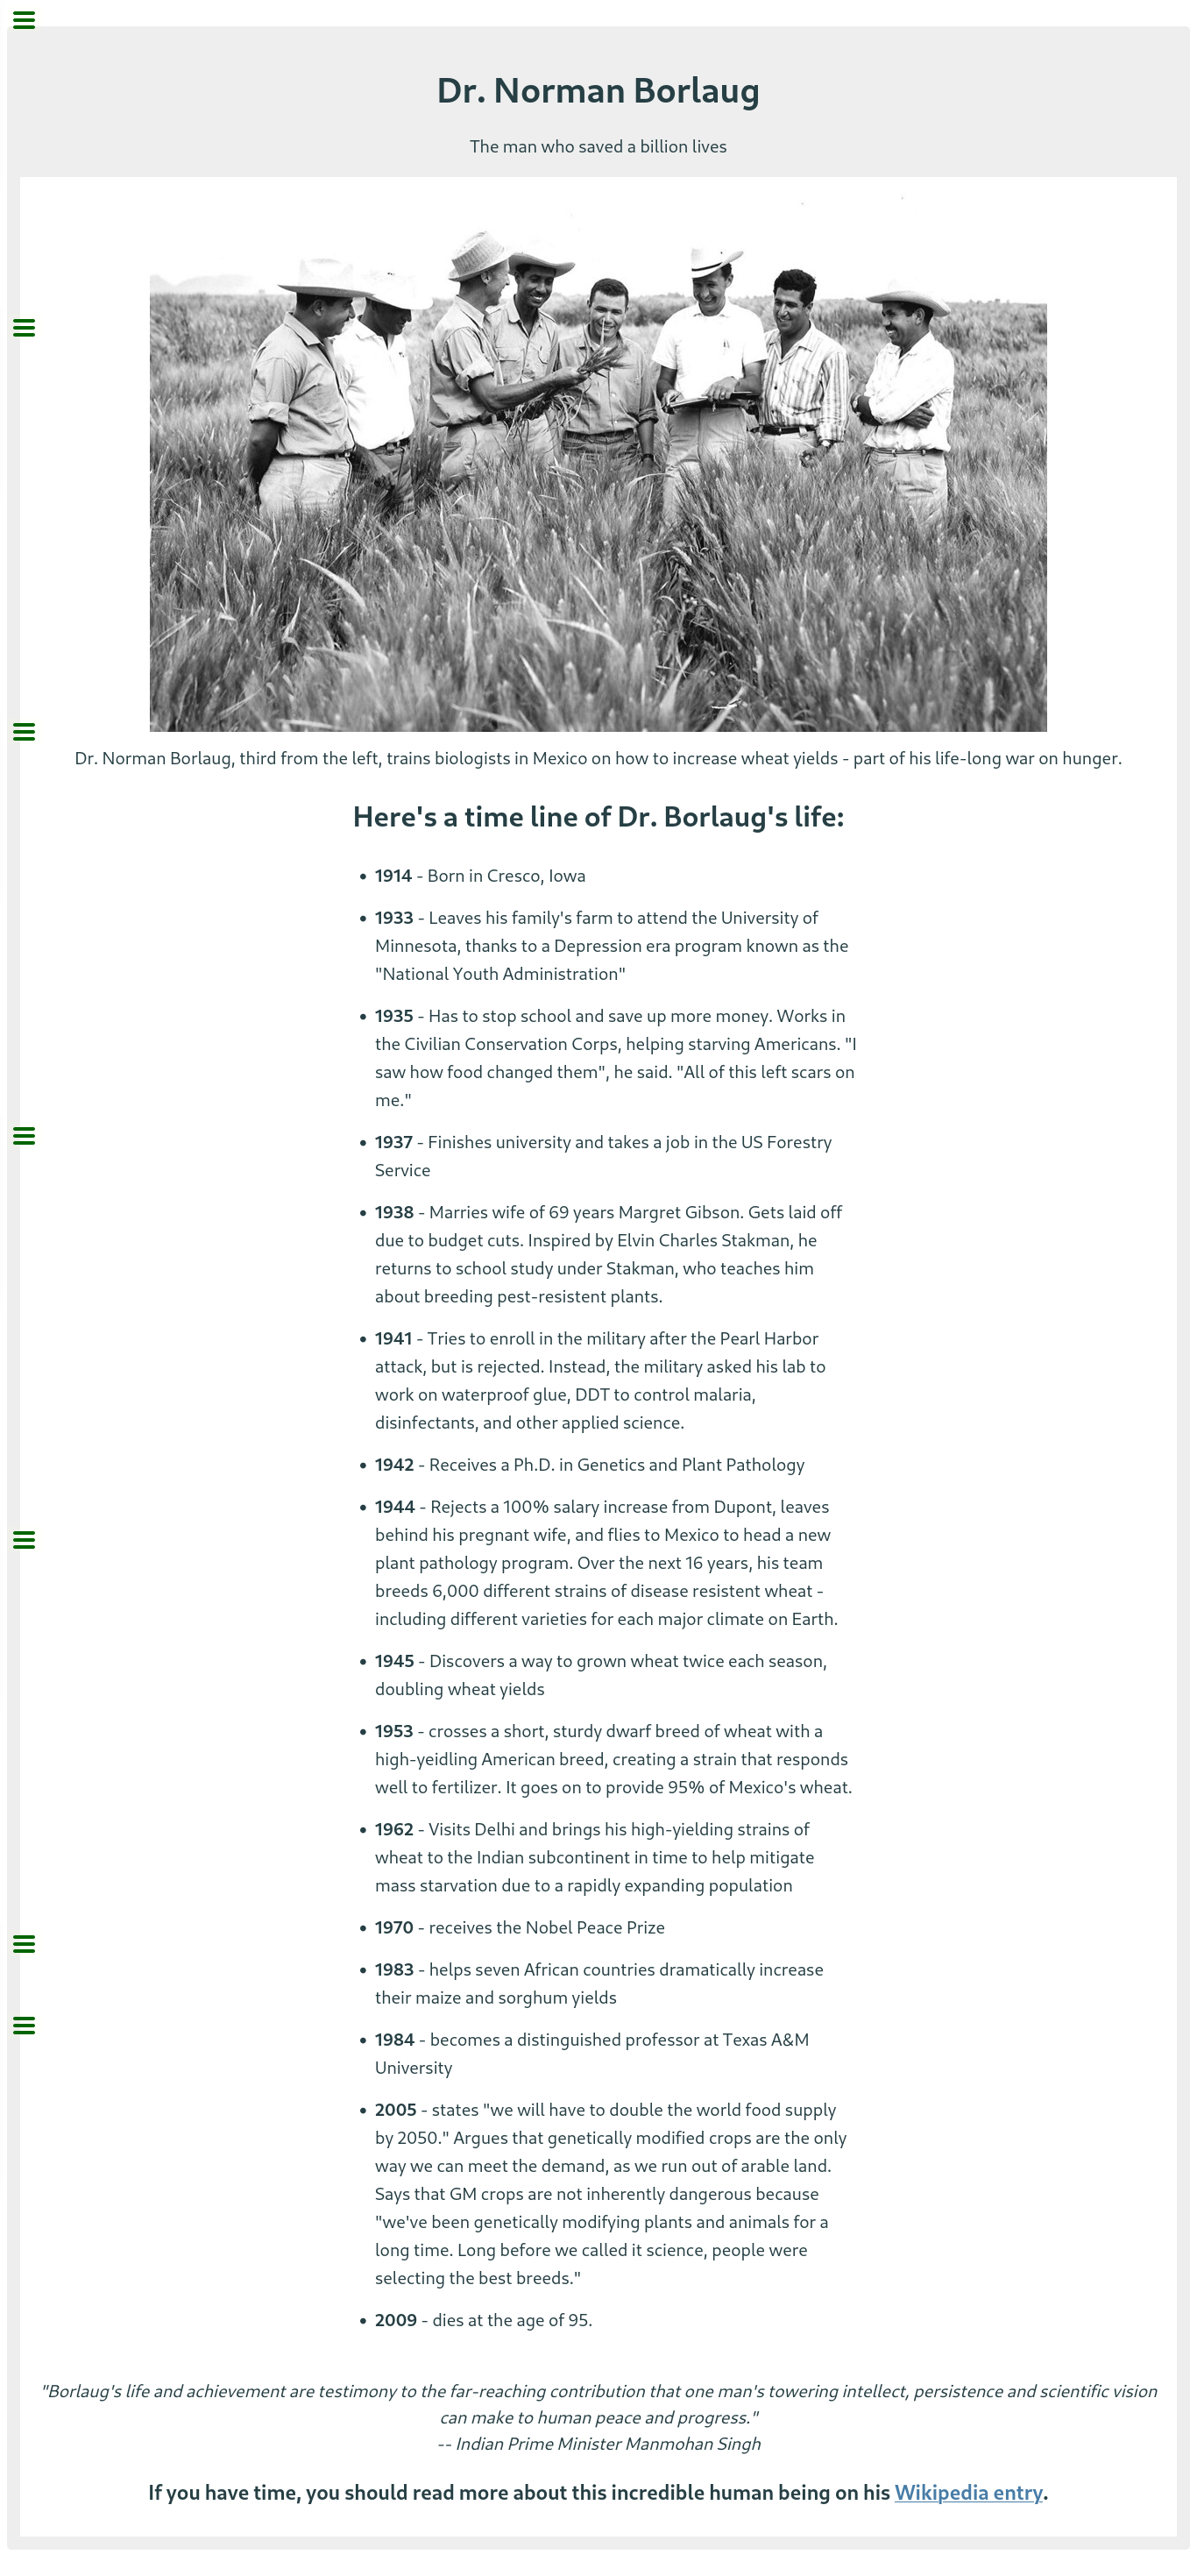 Dr. Norman Borlaug
The man who saved a billion lives
Dr. Norman Borlaug, third from the left, trains biologists in Mexico on how to increase wheat yields - part of his life-long war on hunger.
Here's a time line of Dr. Borlaug's life:
• 1914 - Born in Cresco, Iowa
• 1933 - Leaves his family's farm to attend the University of
Minnesota, thanks to a Depression era program known as the
"National Youth Administration"
• 1935 - Has to stop school and save up more money. Works in
the Civilian Conservation Corps, helping starving Americans. "I
saw how food changed them", he said. "All of this left scars on
me."
• 1937 - Finishes university and takes a job in the US Forestry
Service
• 1938 - Marries wife of 69 years Margret Gibson. Gets laid off
due to budget cuts. Inspired by Elvin Charles Stakman, he
returns to school study under Stakman, who teaches him
about breeding pest-resistent plants.
• 1941 - Tries to enroll in the military after the Pearl Harbor
attack, but is rejected. Instead, the military asked his lab to
work on waterproof glue, DDT to control malaria,
disinfectants, and other applied science.
• 1942 - Receives a Ph.D. in Genetics and Plant Pathology
• 1944 - Rejects a 100% salary increase from Dupont, leaves
behind his pregnant wife, and flies to Mexico to head a new
plant pathology program. Over the next 16 years, his team
breeds 6,000 different strains of disease resistent wheat -
including different varieties for each major climate on Earth.
• 1945 - Discovers a way to grown wheat twice each season,
doubling wheat yields
• 1953 - crosses a short, sturdy dwarf breed of wheat with a
high-yeidling American breed, creating a strain that responds
well to fertilizer. It goes on to provide 95% of Mexico's wheat.
• 1962 - Visits Delhi and brings his high-yielding strains of
wheat to the Indian subcontinent in time to help mitigate
mass starvation due to a rapidly expanding population
• 1970 - receives the Nobel Peace Prize
• 1983 - helps seven African countries dramatically increase
their maize and sorghum yields
• 1984 - becomes a distinguished professor at Texas A&M
University
• 2005 - states "we will have to double the world food supply
by 2050." Argues that genetically modified crops are the only
way we can meet the demand, as we run out of arable land.
Says that GM crops are not inherently dangerous because
"we've been genetically modifying plants and animals for a
long time. Long before we called it science, people were
selecting the best breeds."
• 2009 - dies at the age of 95.
"Borlaug's life and achievement are testimony to the far-reaching contribution that one man's towering intellect, persistence and scientific vision
can make to human peace and progress."
-- Indian Prime Minister Manmohan Singh
If you have time, you should read more about this incredible human being on his Wikipedia entry.